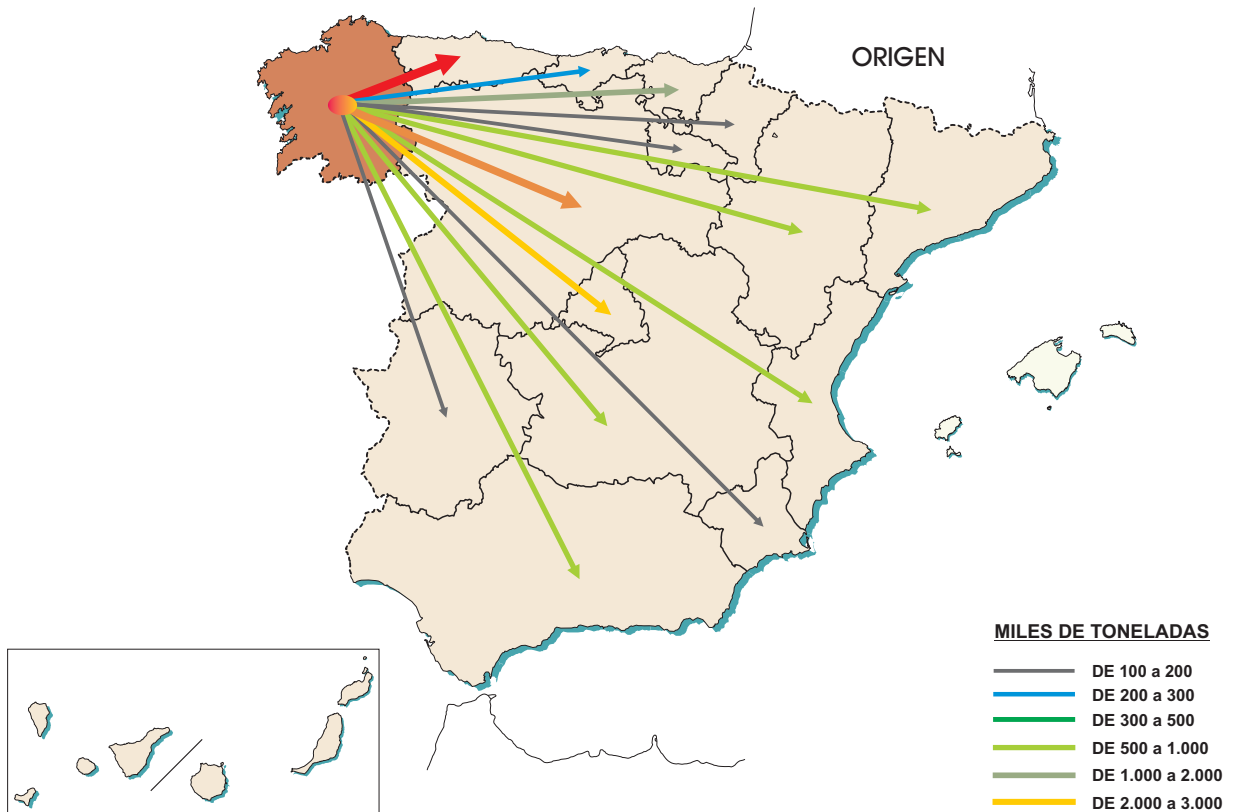 ORIGEN
MILES DE TONELADAS
DE 100 a 200
DE 200 a 300
DE 300 a 500
DE 500 a 1.000
DE 1.000 a 2.000
DE 2.000 a 3.000